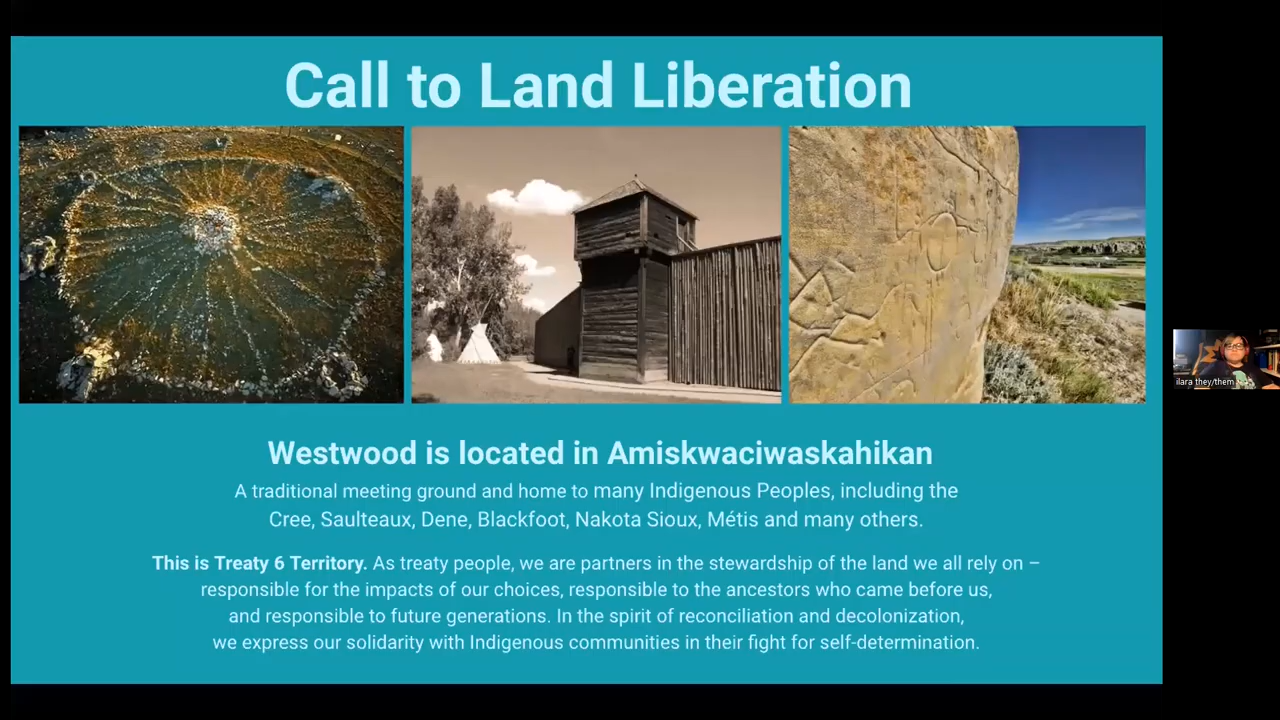 Call to Land Liberation
Westwood is located in Amiskwaciwaskahikan
A traditional meeting ground and home to many Indigenous Peoples, including the
Cree, Saulteaux, Dene, Blackfoot, Nakota Sioux, Métis and many others.
This is Treaty 6 Territory. As treaty people, we are partners in the stewardship of the land we all rely on –
responsible for the impacts of our choices, responsible to the ancestors who came before us,
and responsible to future generations. In the spirit of reconciliation and decolonization,
we express our solidarity with Indigenous communities in their fight for self-determination.
ilara they/them